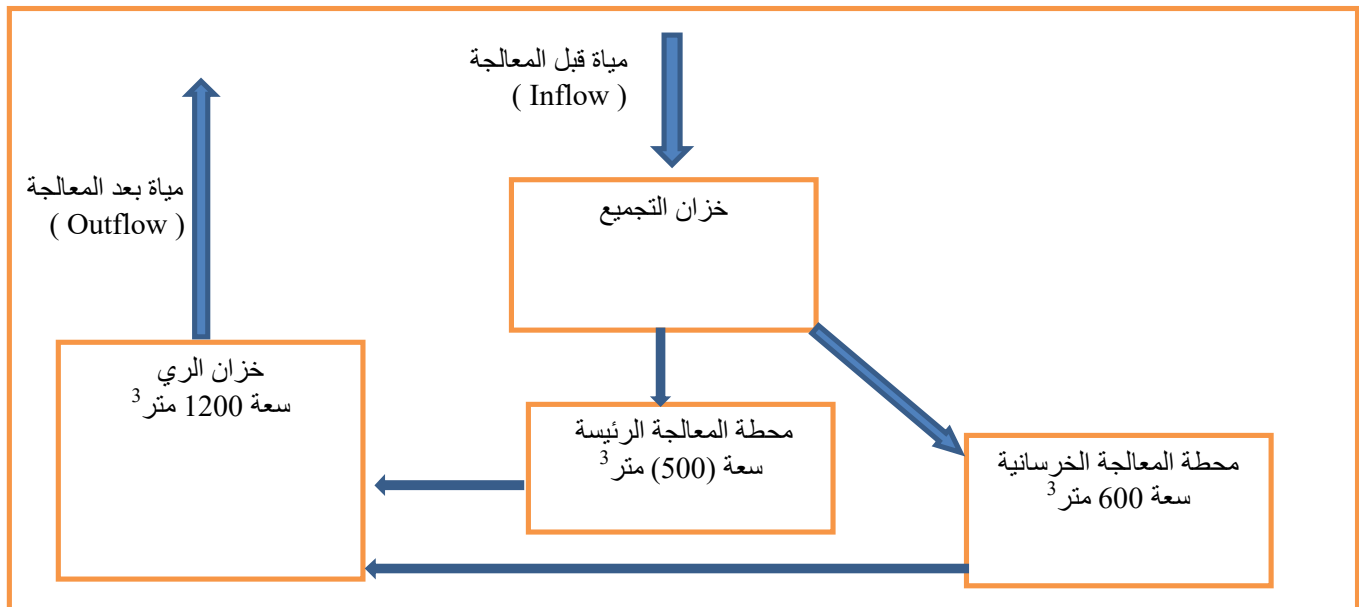 مياة قبل المعالجة
( Inflow )
مياة بعد المعالجة
( Outflow )
خزان التجميع
خزان الري
سعة 1200 متر³
محطة المعالجة الرئيسة
سعة (500) متر³
محطة المعالجة الخرسانية
سعة 600 متر³